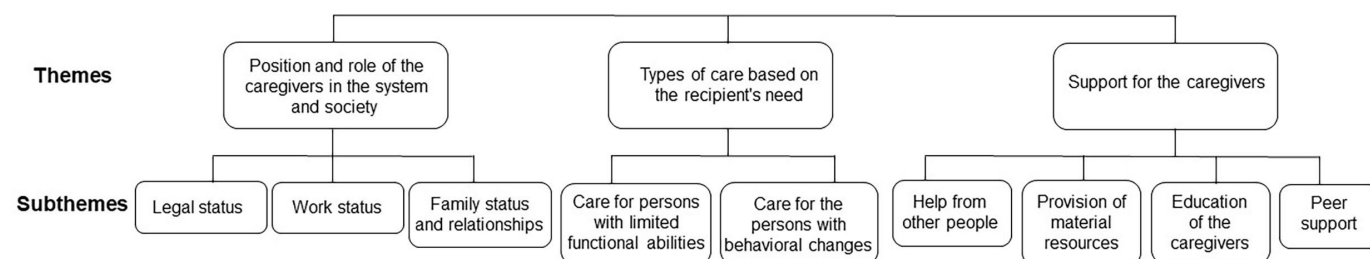 Themes
Position and role of the
caregivers in the system
and society
Types of care based on
the recipient's need
Support for the caregivers
Subthemes
Legal status
Work status
Family status
and relationships
Care for persons
with limited
functional abilities
Care for the
persons with
behavioral changes
Help from
other people
Provision of
material
resources
Education
of the
caregivers
Peer
support